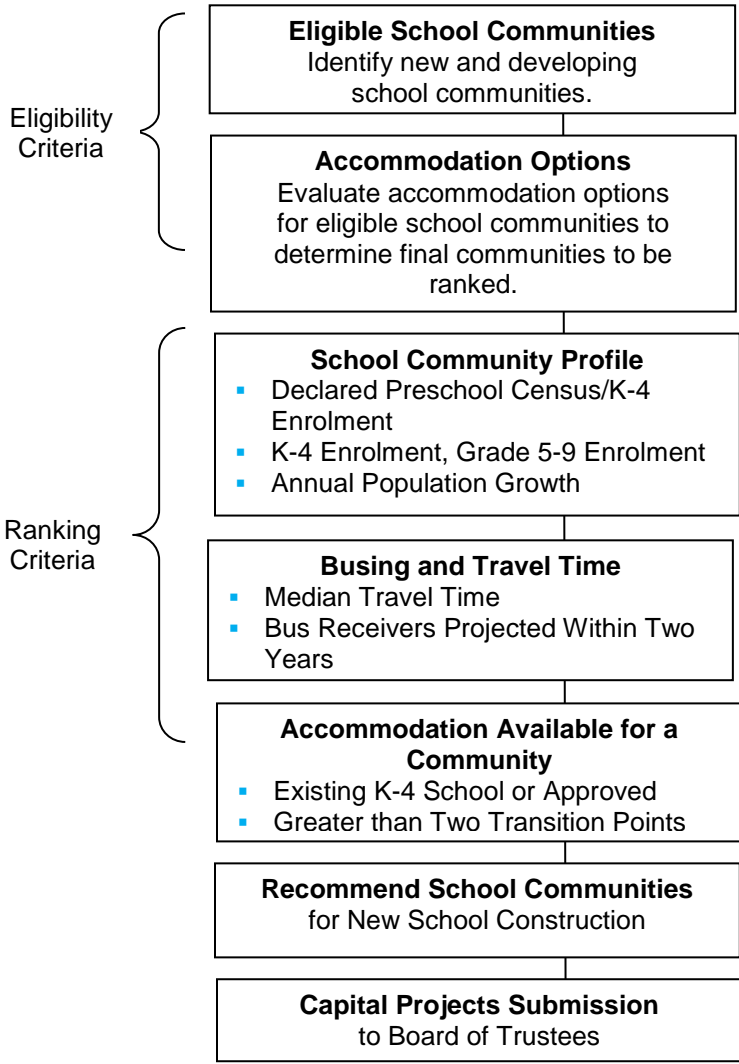 Eligible School Communities
Identify new and developing
school communities.
Eligibility
Criteria
Accommodation Options
Evaluate accommodation options
for eligible school communities to
determine final communities to be
ranked.
School Community Profile
▪ Declared Preschool Census/K-4
Enrolment
▪ K-4 Enrolment, Grade 5-9 Enrolment
▪ Annual Population Growth
Ranking
Criteria
Busing and Travel Time
▪ Median Travel Time
▪ Bus Receivers Projected Within Two
Years
Accommodation Available for a
Community
▪ Existing K-4 School or Approved
▪ Greater than Two Transition Points
Recommend School Communities
for New School Construction
Capital Projects Submission
to Board of Trustees